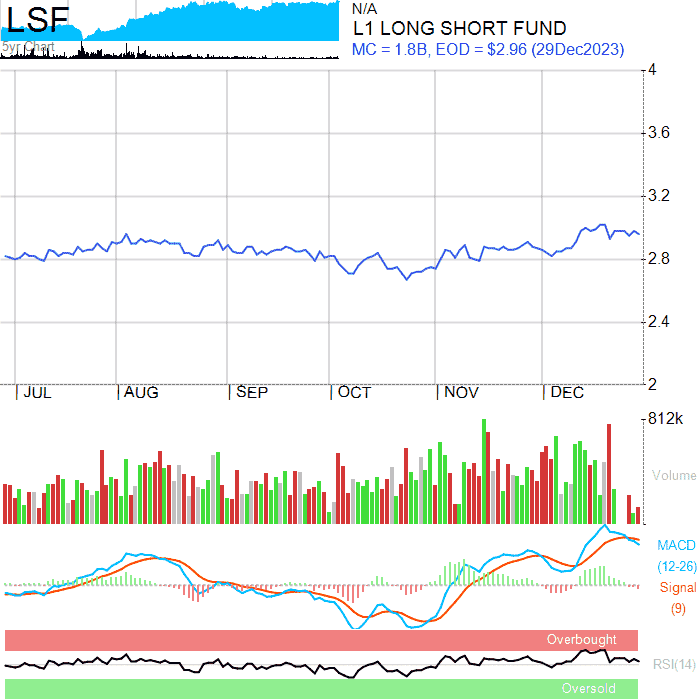 LSF
5yr Chart
N/A
L1 LONG SHORT FUND
MC = 1.8B, EOD = $2.96 (29Dec2023)
4
3.6
3.2
2.8
2.4
2
JUL AUG SEP OCT NOV DEC
812k
Volume
MACD
(12-26)
Signal
(9)
Overbought
RSI(14)
Oversold